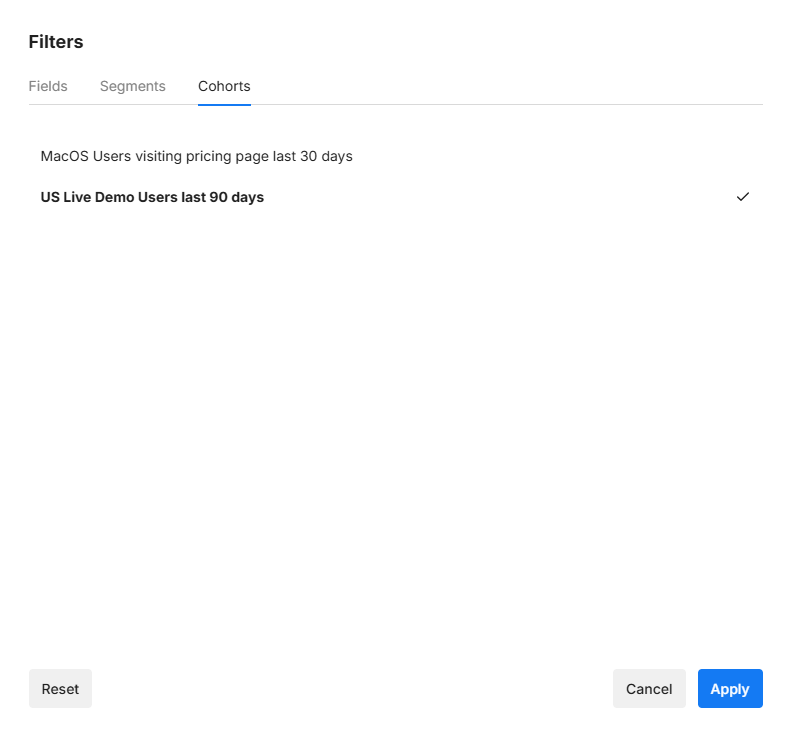 Filters
Fields Segments Cohorts
MacOS Users visiting pricing page last 30 days
US Live Demo Users last 90 days
Reset Cancel Apply